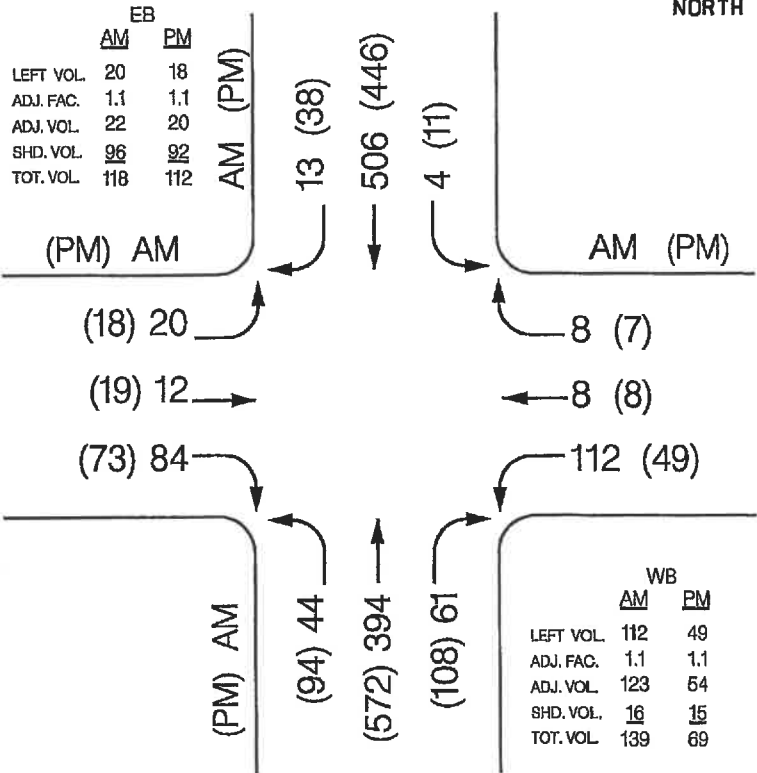 NORTH
EB
AM PM
LEFT VOL. 20 18
ADJ. FAC. 1.1 1.1
ADJ. VOL. 22 20
SHD. VOL. 96 92
TOT. VOL. 118 112
AM (PM)
13 (38)
506 (446)
4 (11)
(PM) AM
AM (PM)
(18) 20
8 (7)
(19) 12
8 (8)
(73) 84
112 (49)
(PM) AM
(94) 44
(572) 394
(108) 61
WB
AM PM
LEFT VOL. 112 49
ADJ. FAC. 1.1 1.1
ADJ. VOL. 123 54
SHD. VOL. 16 15
TOT. VOL. 139 69